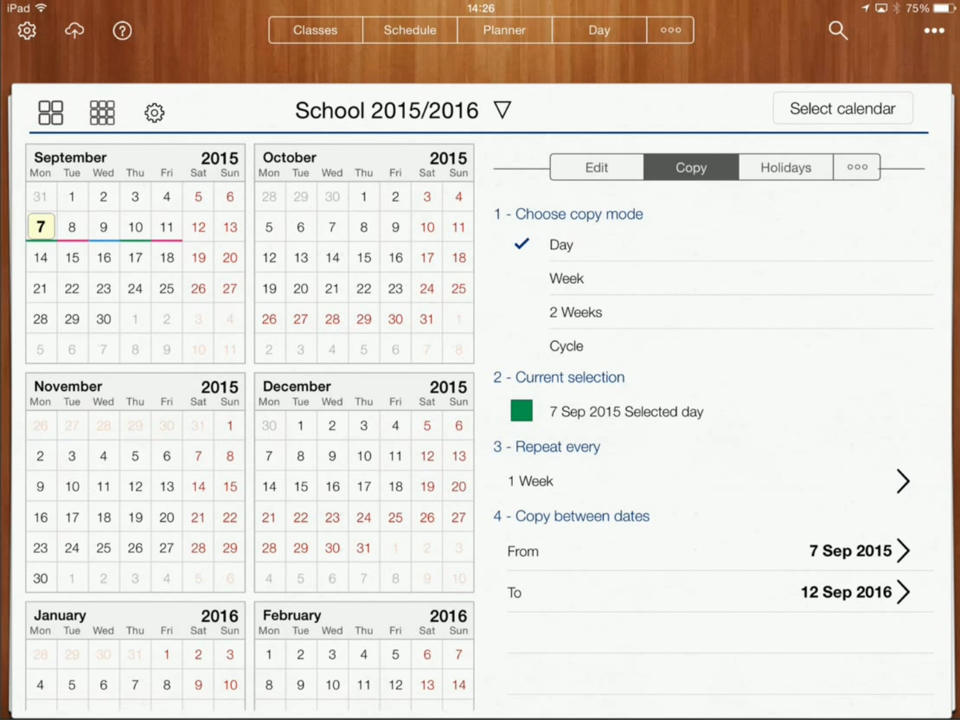 iPad 14:26 75%
Classes Schedule Planner Day
School 2015/2016 Select calendar
September 2015
Mon Tue Wed Thu Fri Sat Sun
31 1 2 3 4 5 6
7 8 9 10 11 12 13
14 15 16 17 18 19 20
21 22 23 24 25 26 27
28 29 30 1 2 3 4
5 6 7 8 9 10 11
October 2015
Mon Tue Wed Thu Fri Sat Sun
28 29 30 1 2 3 4
5 6 7 8 9 10 11
12 13 14 15 16 17 18
19 20 21 22 23 24 25
26 27 28 29 30 31 1
2 3 4 5 6 7 8
November 2015
Mon Tue Wed Thu Fri Sat Sun
26 27 28 29 30 31 1
2 3 4 5 6 7 8
9 10 11 12 13 14 15
16 17 18 19 20 21 22
23 24 25 26 27 28 29
30 1 2 3 4 5 6
December 2015
Mon Tue Wed Thu Fri Sat Sun
30 1 2 3 4 5 6
7 8 9 10 11 12 13
14 15 16 17 18 19 20
21 22 23 24 25 26 27
28 29 30 31 1 2 3
4 5 6 7 8 9 10
January 2016
Mon Tue Wed Thu Fri Sat Sun
28 29 30 31 1 2 3
4 5 6 7 8 9 10
February 2016
Mon Tue Wed Thu Fri Sat Sun
1 2 3 4 5 6 7
8 9 10 11 12 13 14
Edit Copy Holidays
1 - Choose copy mode
Day
Week
2 Weeks
Cycle
2 - Current selection
7 Sep 2015 Selected day
3 - Repeat every
1 Week
4 - Copy between dates
From 7 Sep 2015
To 12 Sep 2016